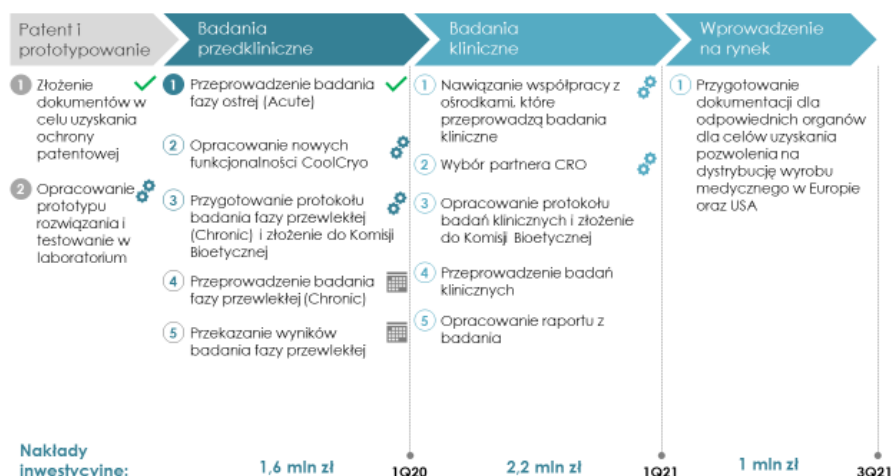 Patent i
prototypowanie
Badania
przedkliniczne
Badania
kliniczne
Wprowadzenie
na rynek
1 Złożenie
dokumentów w
celu uzyskania
ochrony
patentowej
2 Opracowanie
prototypu
rozwiązania i
testowanie w
laboratorium
1 Przeprowadzenie badania
fazy ostrej (Acute)
2 Opracowanie nowych
funkcjonalności CoolCryo
3 Przygotowanie protokołu
badania fazy przewlekłej
(Chronic) i złożenie do Komisji
Bioetycznej
4 Przeprowadzenie badania
fazy przewlekłej (Chronic)
5 Przekazanie wyników
badania fazy przewlekłej
1 Nawiązanie współpracy z
ośrodkami, które
przeprowadzą badania
kliniczne
2 Wybór partnera CRO
3 Opracowanie protokołu
badań klinicznych i złożenie
do Komisji Bioetycznej
4 Przeprowadzenie badań
klinicznych
5 Opracowanie raportu z
badania
1 Przygotowanie
dokumentacji dla
odpowiednich organów
dla celów uzyskania
pozwolenia na
dystrybucję wyrobu
medycznego w Europie
oraz USA
Nakłady
inwestycyjne:
1,6 mln zł
1Q20
2,2 mln zł
1Q21
1 mln zł
3Q21